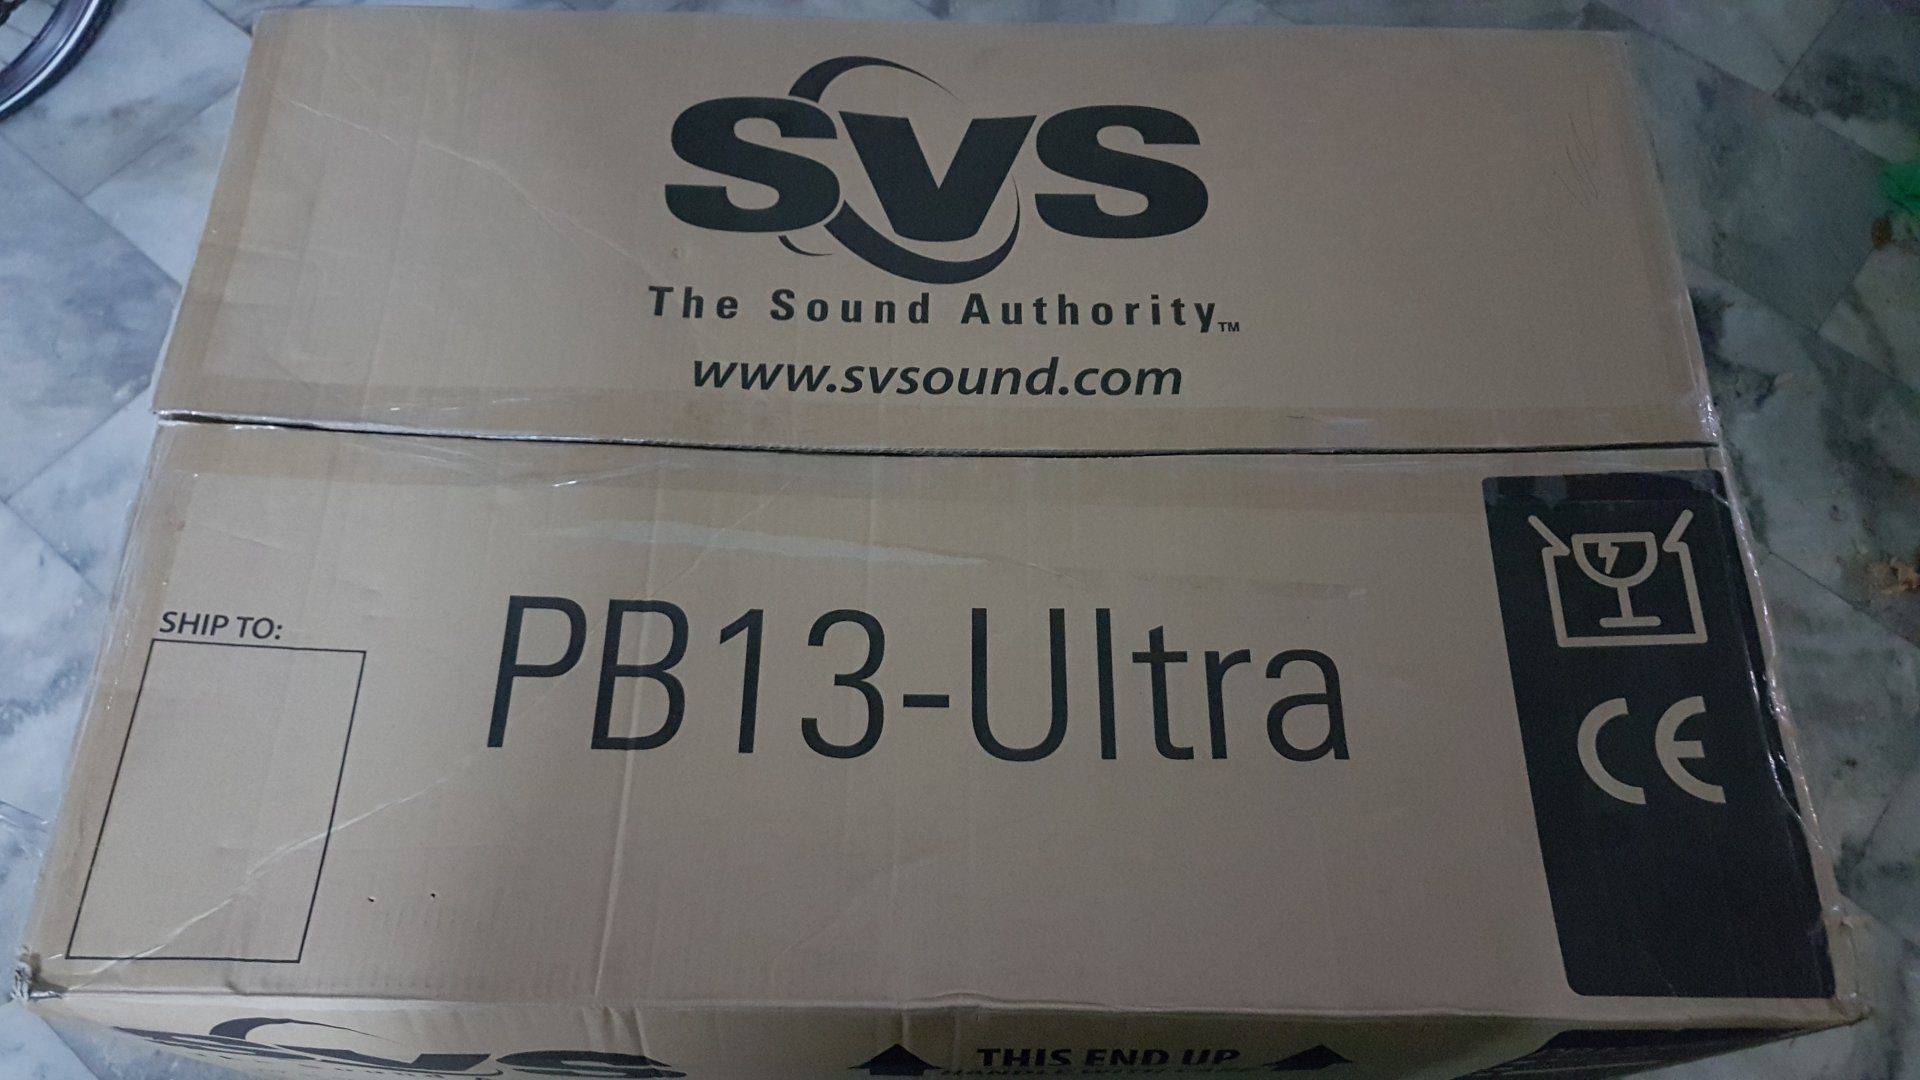 SVS
The Sound Authority™
www.svsound.com
SHIP TO:
PB13-Ultra
CE
SVS
THIS END UP